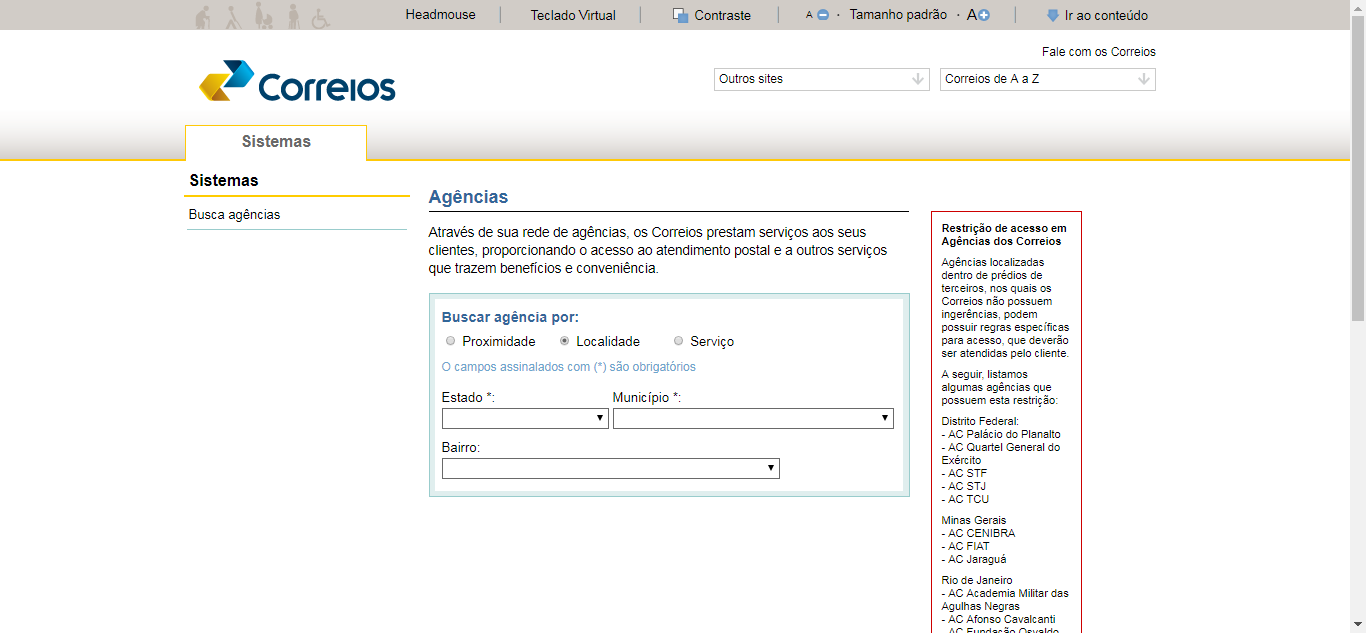 Headmouse
Teclado Virtual
Contraste
A
Tamanho padrão
A
Ir ao conteúdo
Fale com os Correios
Correios
Outros sites
Correios de A a Z
Sistemas
Sistemas
Busca agências
Agências
Através de sua rede de agências, os Correios prestam serviços aos seus
clientes, proporcionando o acesso ao atendimento postal e a outros serviços
que trazem benefícios e conveniência.
Buscar agência por:
Proximidade
Localidade
Serviço
O campos assinalados com (*) são obrigatórios
Estado *:
Município *:
Bairro:
Restrição de acesso em
Agências dos Correios
Agências localizadas
dentro de prédios de
terceiros, nos quais os
Correios não possuem
ingerências, podem
possuir regras específicas
para acesso, que deverão
ser atendidas pelo cliente.
A seguir, listamos
algumas agências que
possuem esta restrição:
Distrito Federal:
- AC Palácio do Planalto
- AC Quartel General do
Exército
- AC STF
- AC STJ
- AC TCU
Minas Gerais
- AC CENIBRA
- AC FIAT
- AC Jaraguá
Rio de Janeiro
- AC Academia Militar das
Agulhas Negras
- AC Afonso Cavalcanti
- AC Fundação Osvaldo